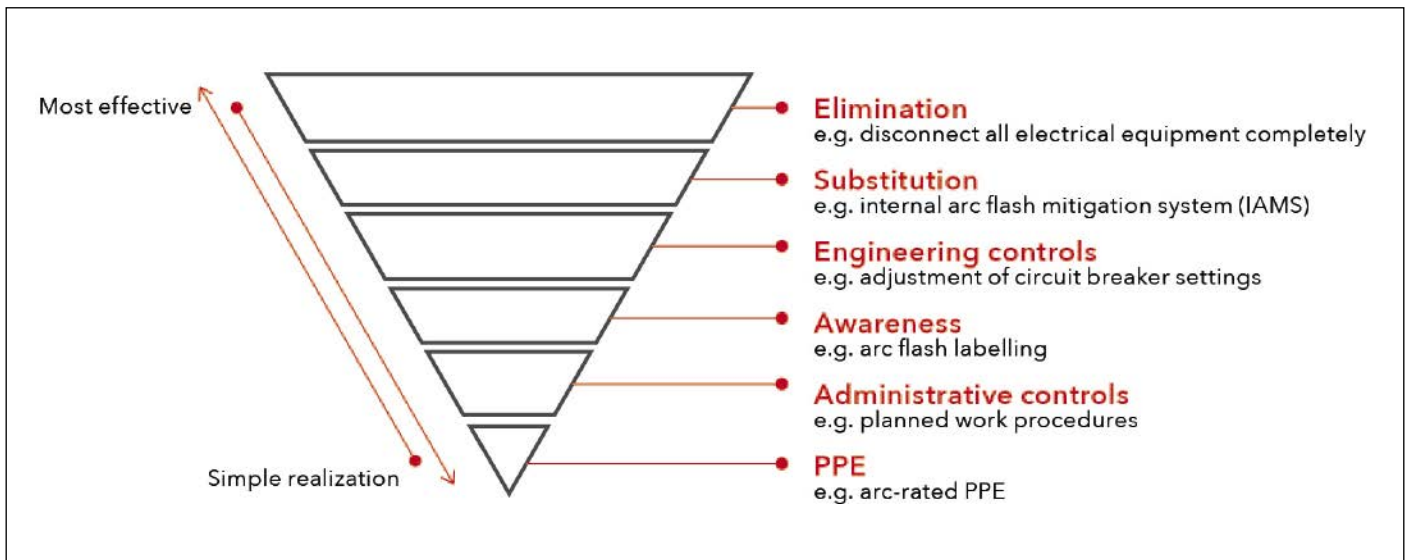 Most effective
Elimination
e.g. disconnect all electrical equipment completely
Substitution
e.g. internal arc flash mitigation system (IAMS)
Engineering controls
e.g. adjustment of circuit breaker settings
Awareness
e.g. arc flash labelling
Administrative controls
e.g. planned work procedures
Simple realization
PPE
e.g. arc-rated PPE